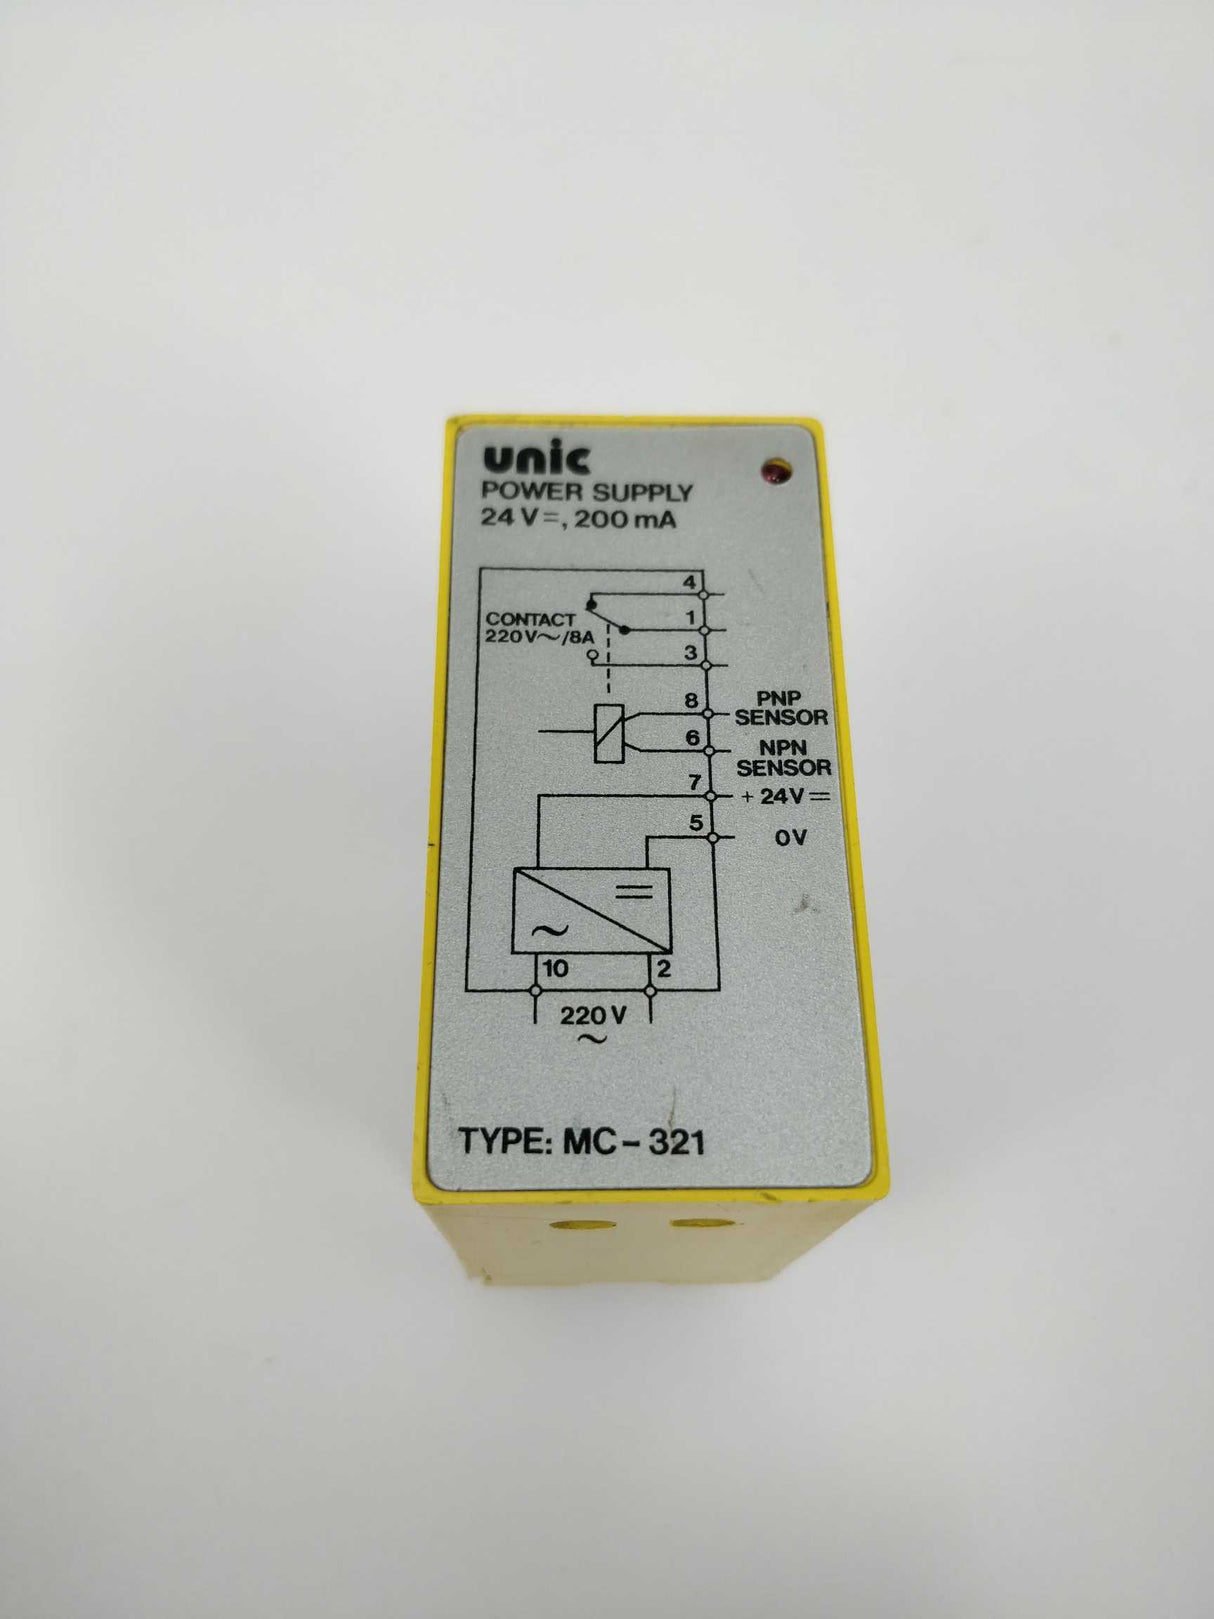 unic
POWER SUPPLY
24 V⎓, 200 mA
4
CONTACT
220V～/8A
1
3
8
PNP
SENSOR
6
NPN
SENSOR
7
+ 24V⎓
5
0V
～
10
2
220 V
～
TYPE: MC-321